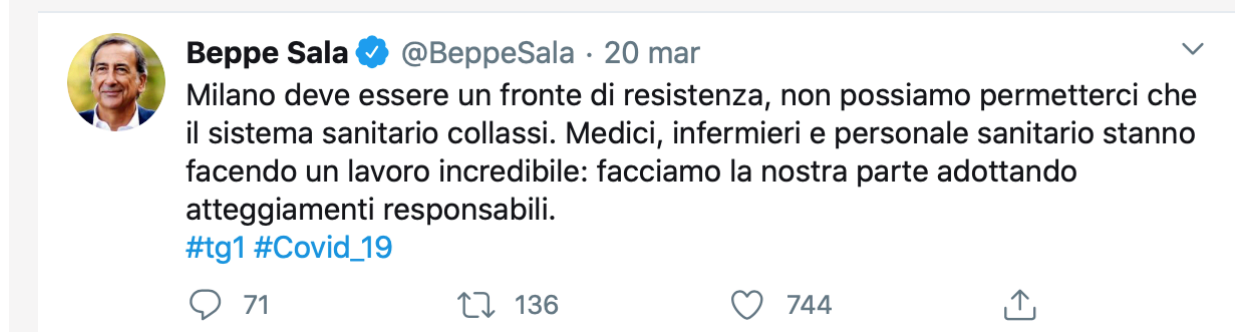 Beppe Sala @BeppeSala · 20 mar
Milano deve essere un fronte di resistenza, non possiamo permetterci che
il sistema sanitario collassi. Medici, infermieri e personale sanitario stanno
facendo un lavoro incredibile: facciamo la nostra parte adottando
atteggiamenti responsabili.
#tg1 #Covid_19
71 136 744